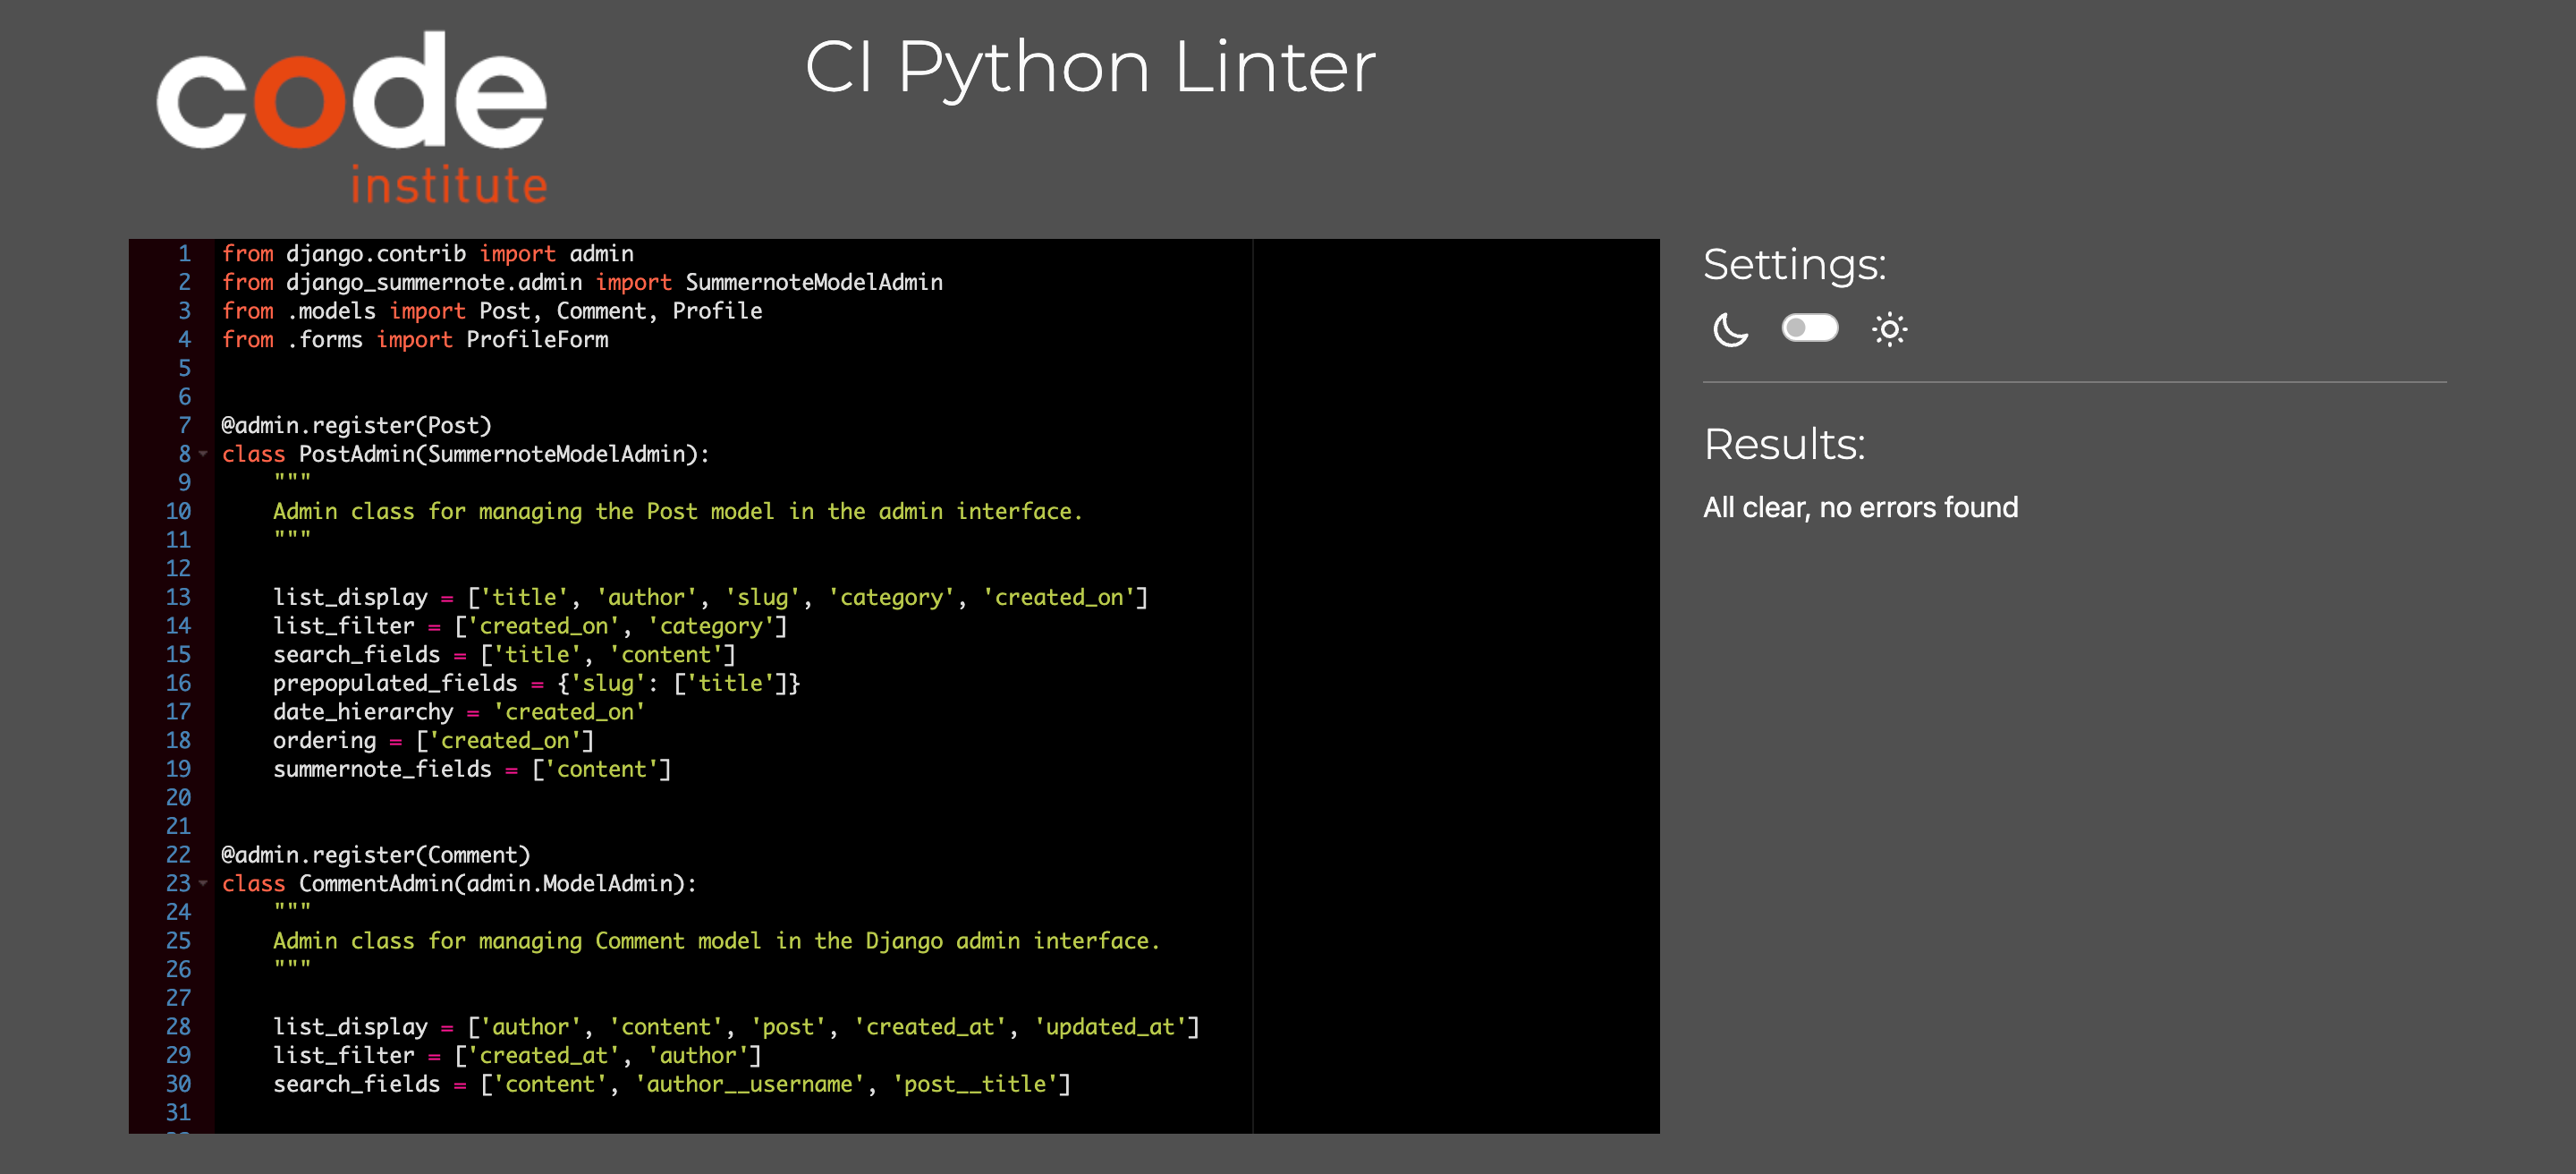 code
institute
CI Python Linter
1 from django.contrib import admin
2 from django_summernote.admin import SummernoteModelAdmin
3 from .models import Post, Comment, Profile
4 from .forms import ProfileForm
5
6
7 @admin.register(Post)
8 class PostAdmin(SummernoteModelAdmin):
9     """
10     Admin class for managing the Post model in the admin interface.
11     """
12
13     list_display = ['title', 'author', 'slug', 'category', 'created_on']
14     list_filter = ['created_on', 'category']
15     search_fields = ['title', 'content']
16     prepopulated_fields = {'slug': ['title']}
17     date_hierarchy = 'created_on'
18     ordering = ['created_on']
19     summernote_fields = ['content']
20
21
22 @admin.register(Comment)
23 class CommentAdmin(admin.ModelAdmin):
24     """
25     Admin class for managing Comment model in the Django admin interface.
26     """
27
28     list_display = ['author', 'content', 'post', 'created_at', 'updated_at']
29     list_filter = ['created_at', 'author']
30     search_fields = ['content', 'author__username', 'post__title']
31
Settings:
Results:
All clear, no errors found